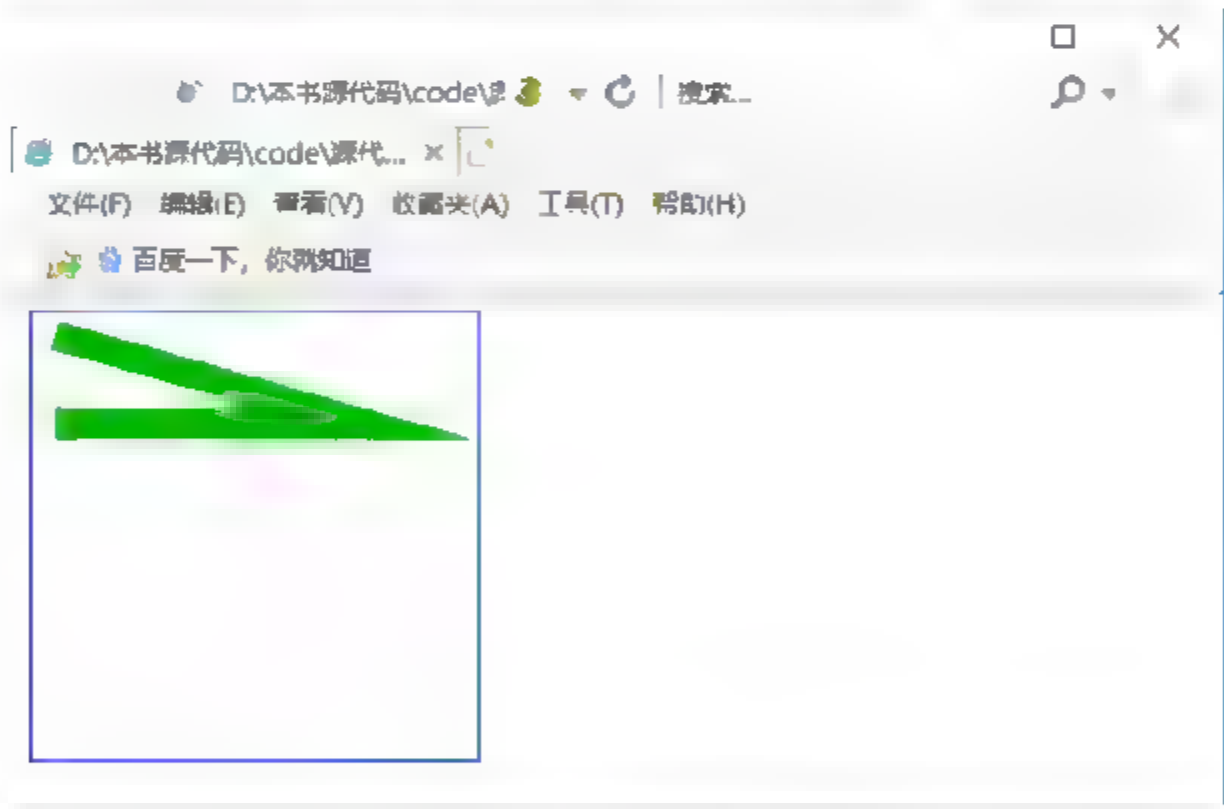 D:\本书源代码\code\源 搜索...
D:\本书源代码\code\源代...
文件(F) 编辑(E) 查看(V) 收藏夹(A) 工具(T) 帮助(H)
百度一下，你就知道